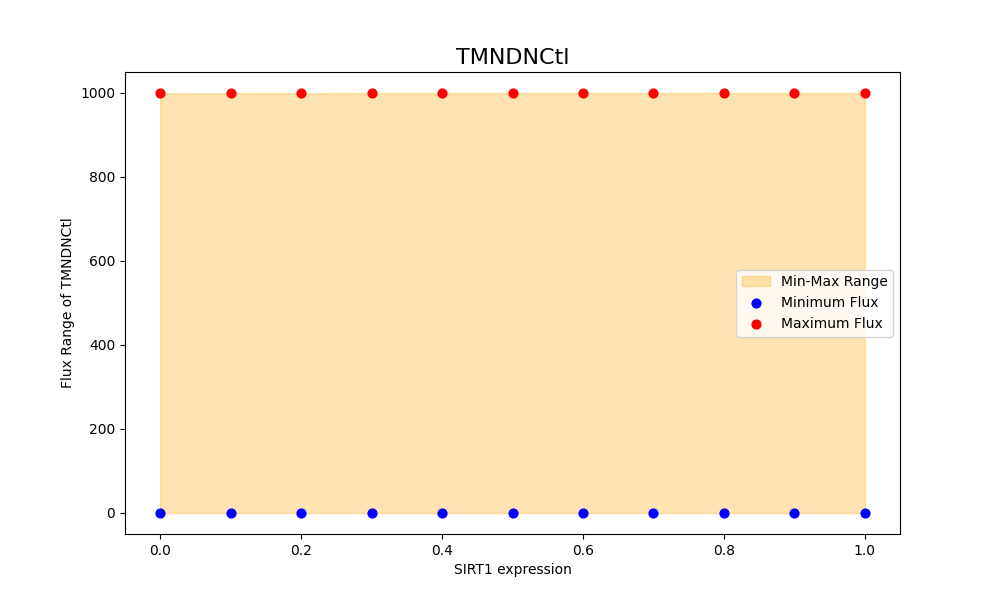 TMNDNCtl
Flux Range of TMNDNCtl
1000
800
600
400
200
0
Min-Max Range
Minimum Flux
Maximum Flux
0.0 0.2 0.4 0.6 0.8 1.0
SIRT1 expression